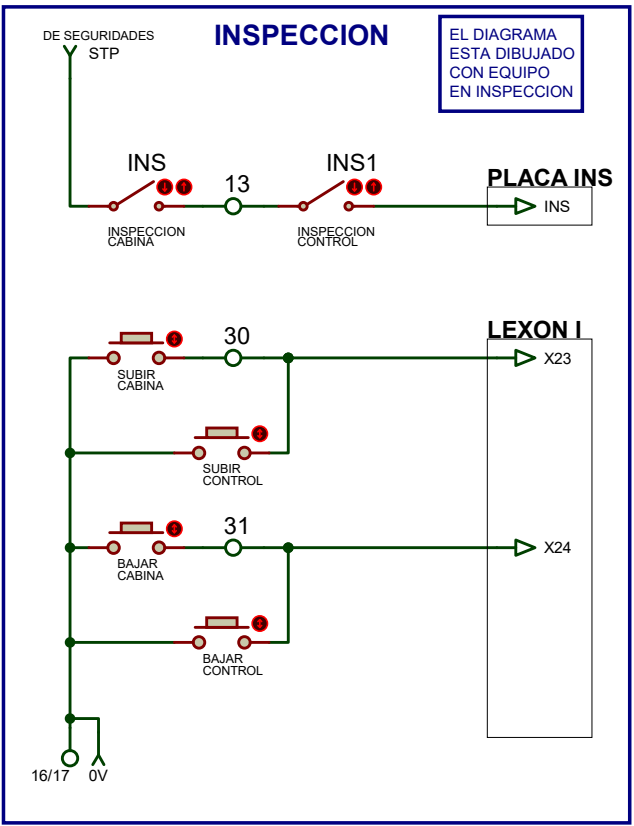 DE SEGURIDADES
STP
INSPECCION
EL DIAGRAMA
ESTA DIBUJADO
CON EQUIPO
EN INSPECCION
INS
13
INS1
PLACA INS
INS
INSPECCION
CABINA
INSPECCION
CONTROL
30
LEXON I
X23
SUBIR
CABINA
SUBIR
CONTROL
31
X24
BAJAR
CABINA
BAJAR
CONTROL
16/17
0V